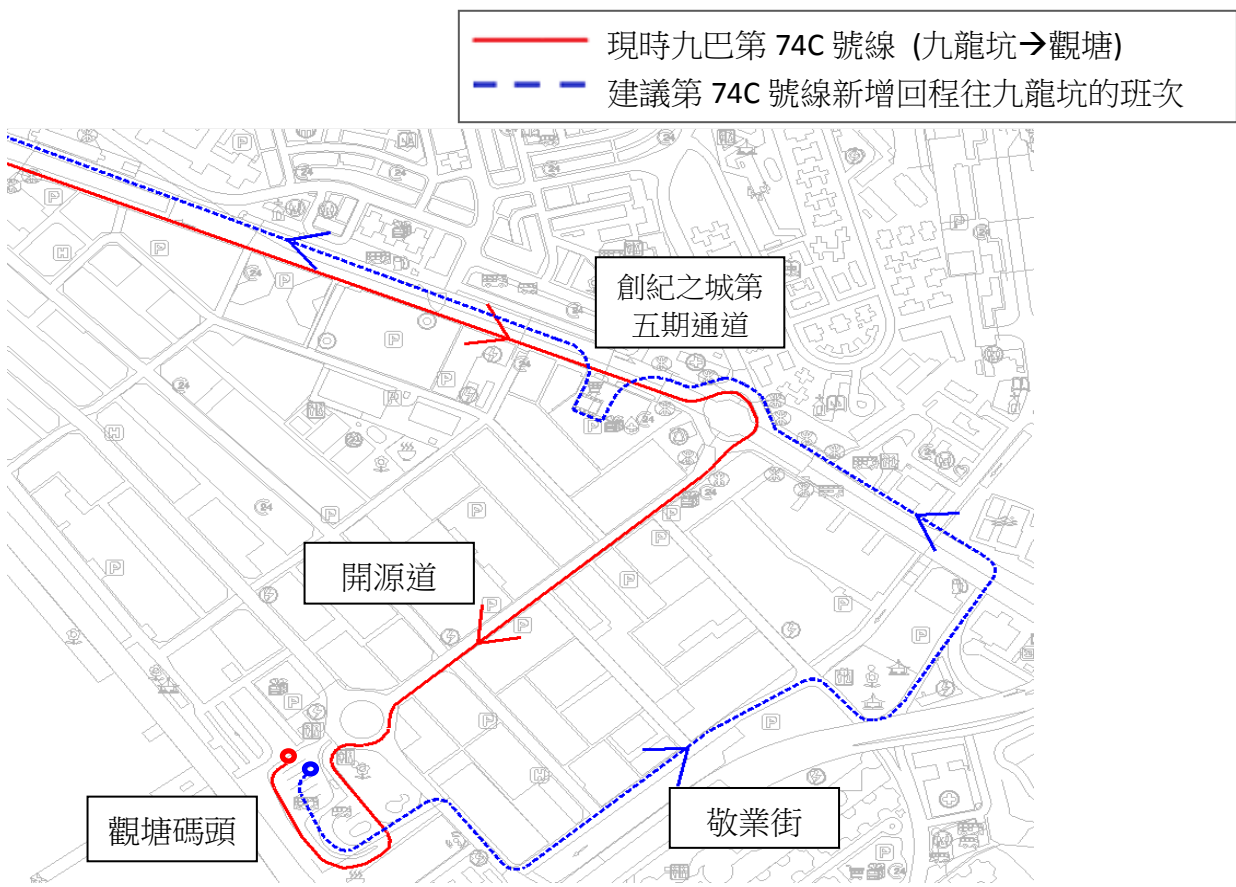 現時九巴第 74C 號線 (九龍坑→觀塘)
建議第 74C 號線新增回程往九龍坑的班次
創紀之城第
五期通道
開源道
觀塘碼頭
敬業街